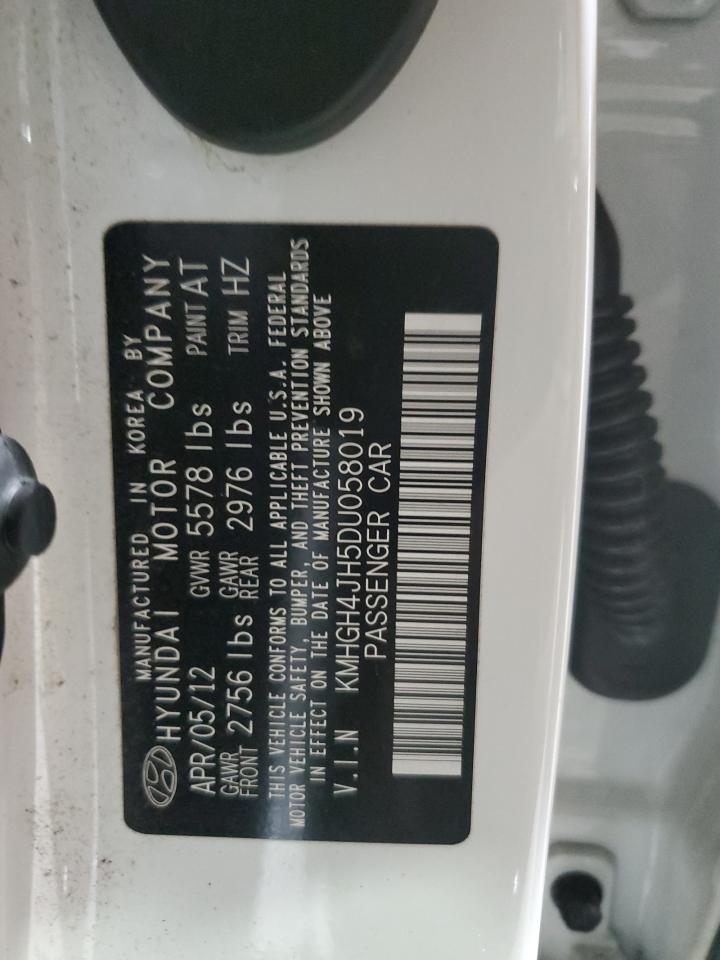 MANUFACTURED IN KOREA BY
HYUNDAI MOTOR COMPANY
APR/05/12 GVWR 5578 lbs PAINT AT
GAWR FRONT 2756 lbs GAWR REAR 2976 lbs TRIM HZ
THIS VEHICLE CONFORMS TO ALL APPLICABLE U.S.A. FEDERAL
MOTOR VEHICLE SAFETY, BUMPER, AND THEFT PREVENTION STANDARDS
IN EFFECT ON THE DATE OF MANUFACTURE SHOWN ABOVE
V.I.N KMHGH4JH5DU058019
PASSENGER CAR